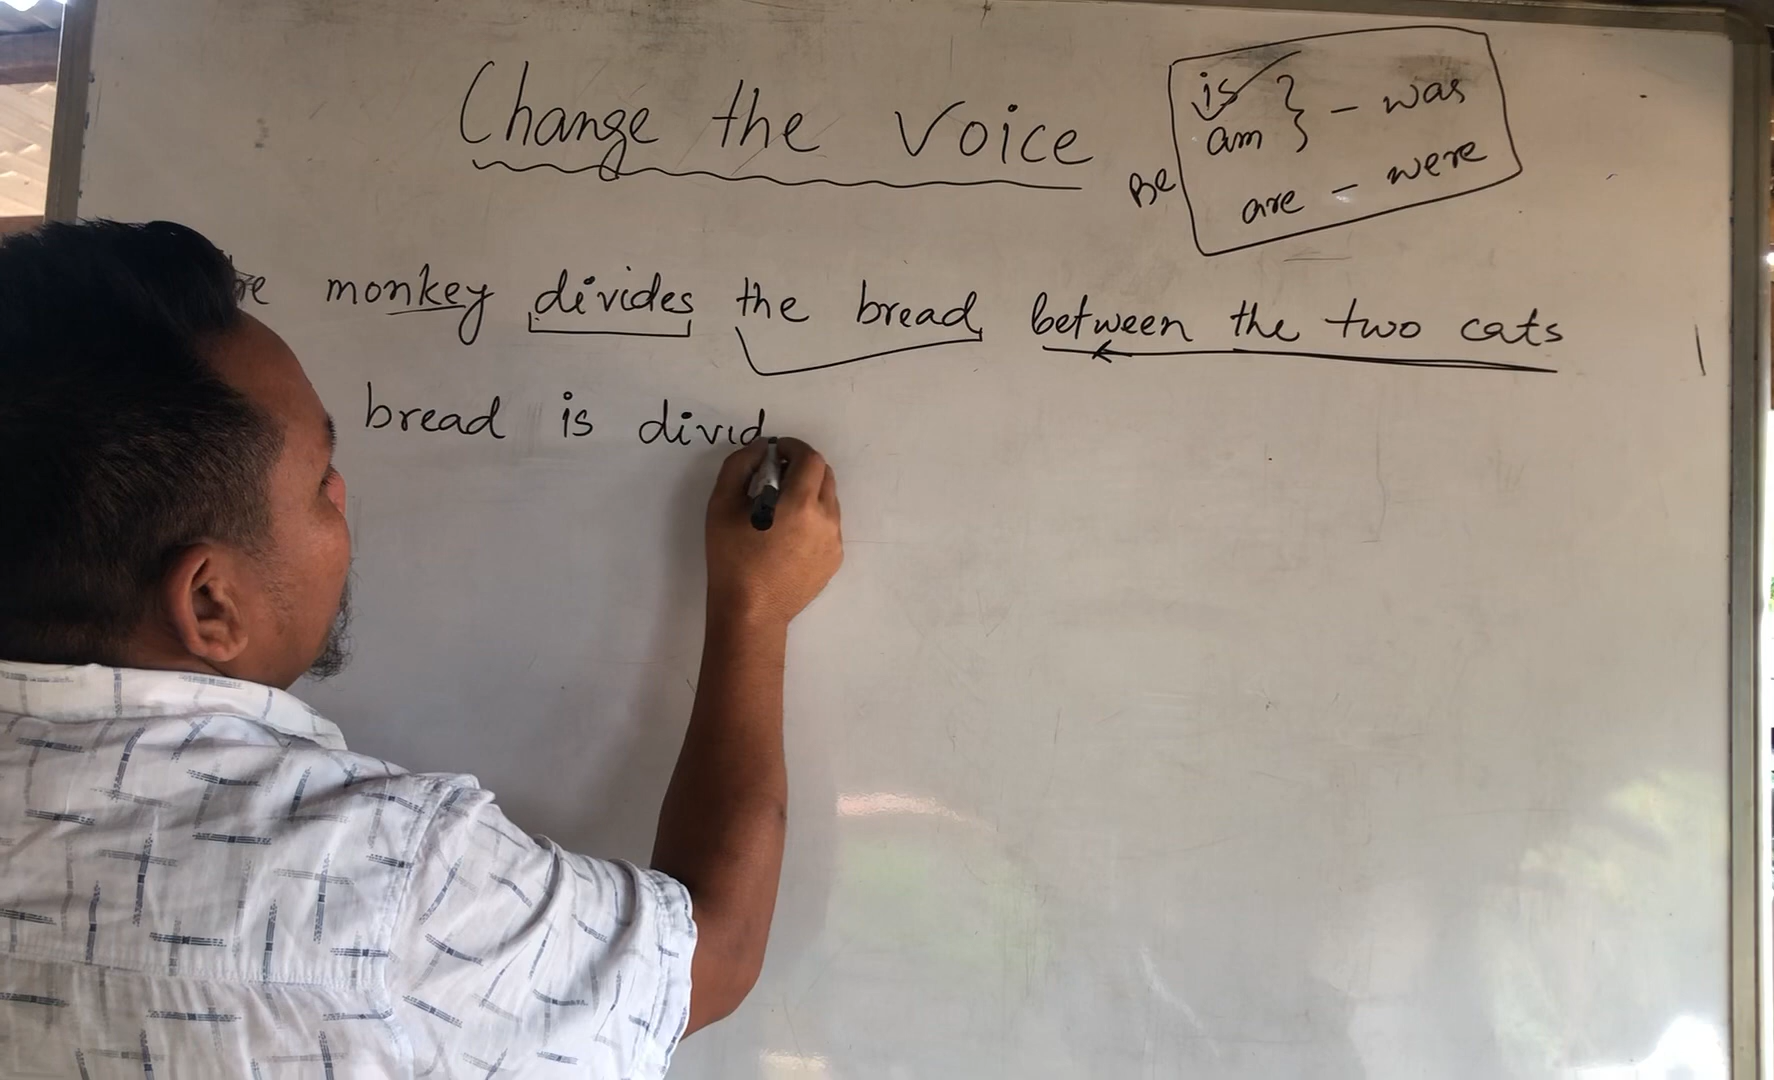 Change the Voice
is
am } - was
Be
are - were
monkey divides the bread between the two cats
bread is divid